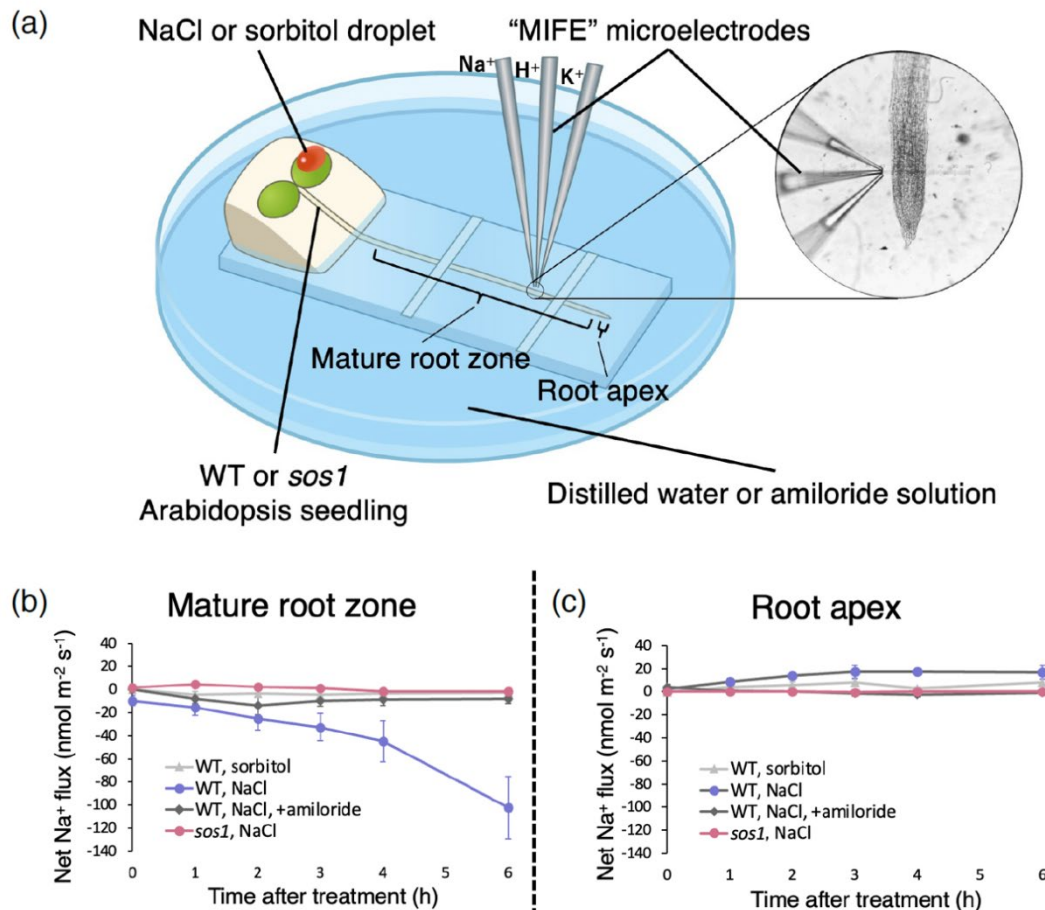 (a)
NaCl or sorbitol droplet
“MIFE” microelectrodes
Na⁺
H⁺
K⁺
Mature root zone
Root apex
WT or sos1
Arabidopsis seedling
Distilled water or amiloride solution
(b)
Mature root zone
Net Na⁺ flux (nmol m⁻² s⁻¹)
40
20
0
-20
-40
-60
-80
-100
-120
-140
WT, sorbitol
WT, NaCl
WT, NaCl, +amiloride
sos1, NaCl
0 1 2 3 4 5 6
Time after treatment (h)
(c)
Root apex
Net Na⁺ flux (nmol m⁻² s⁻¹)
40
20
0
-20
-40
-60
-80
-100
-120
-140
WT, sorbitol
WT, NaCl
WT, NaCl, +amiloride
sos1, NaCl
0 1 2 3 4 5 6
Time after treatment (h)